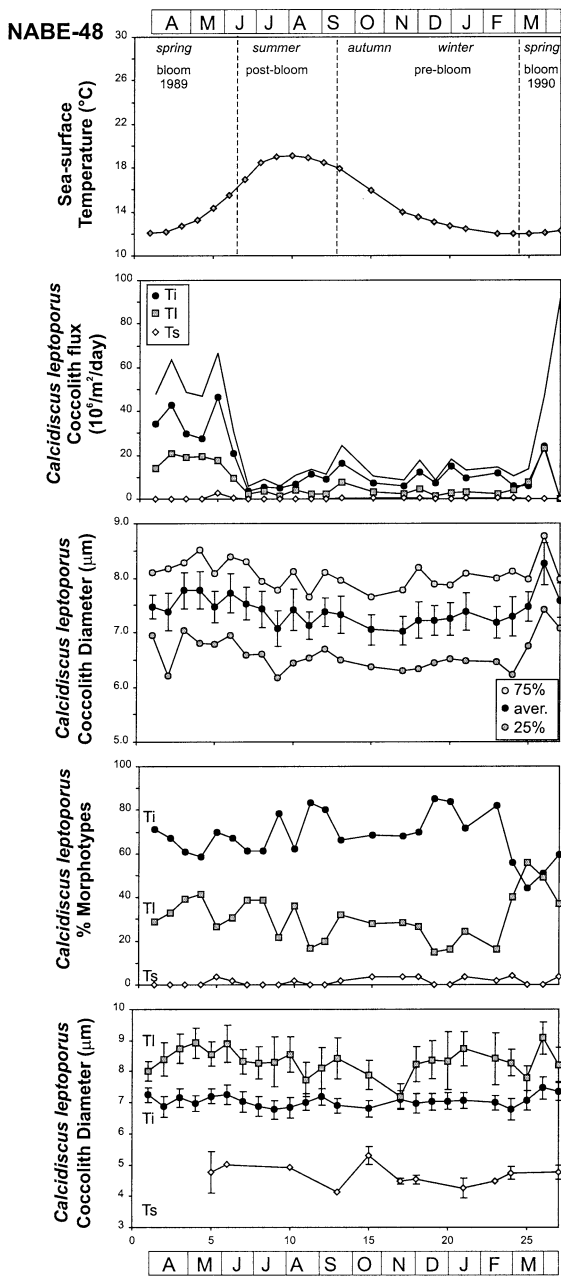 NABE-48
A M J J A S O N D J F M
spring summer autumn winter spring
bloom 1989 post-bloom pre-bloom bloom 1990
Sea-surface
Temperature (°C)
30
26
22
18
14
10
Calcidiscus leptoporus
Coccolith flux
(10⁶/m²/day)
100
80
60
40
20
0
Ti
Tl
Ts
Calcidiscus leptoporus
Coccolith Diameter (µm)
9.0
8.0
7.0
6.0
5.0
75%
aver.
25%
Calcidiscus leptoporus
% Morphotypes
100
80
60
40
20
0
Ti
Tl
Ts
Calcidiscus leptoporus
Coccolith Diameter (µm)
10
9
8
7
6
5
4
3
Tl
Ti
Ts
0 5 10 15 20 25
A M J J A S O N D J F M